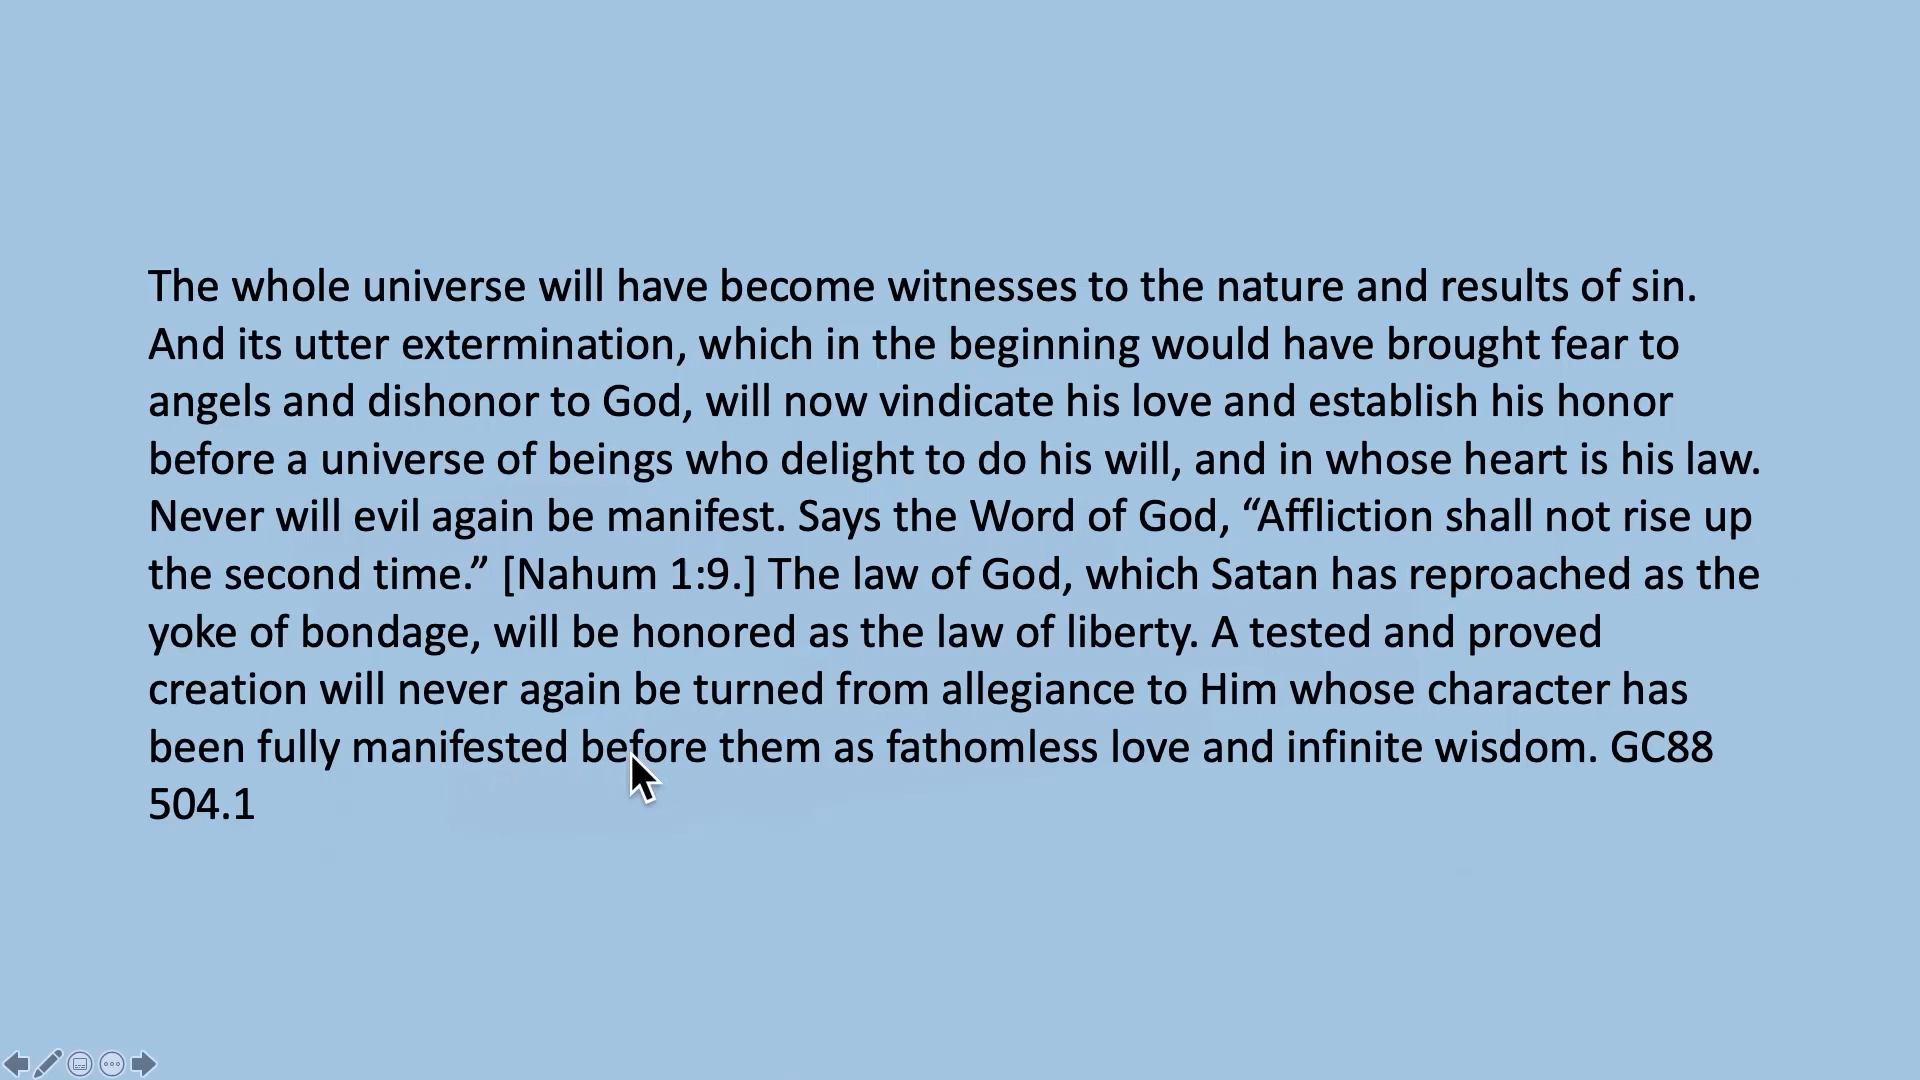 The whole universe will have become witnesses to the nature and results of sin.
And its utter extermination, which in the beginning would have brought fear to
angels and dishonor to God, will now vindicate his love and establish his honor
before a universe of beings who delight to do his will, and in whose heart is his law.
Never will evil again be manifest. Says the Word of God, “Affliction shall not rise up
the second time.” [Nahum 1:9.] The law of God, which Satan has reproached as the
yoke of bondage, will be honored as the law of liberty. A tested and proved
creation will never again be turned from allegiance to Him whose character has
been fully manifested before them as fathomless love and infinite wisdom. GC88
504.1